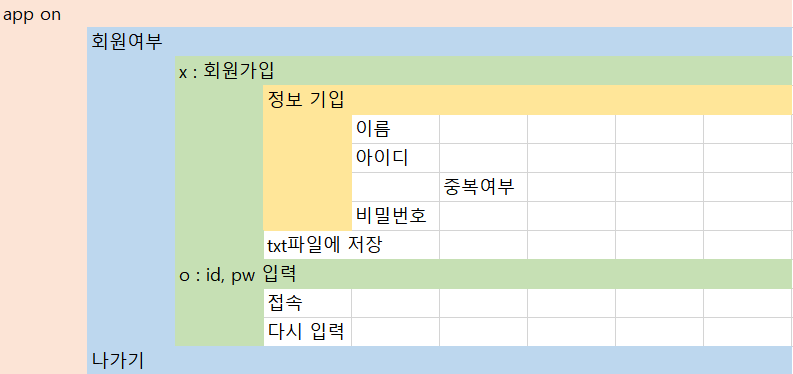 app on
회원여부
x : 회원가입
정보 기입
이름
아이디
중복여부
비밀번호
txt파일에 저장
o : id, pw 입력
접속
다시 입력
나가기